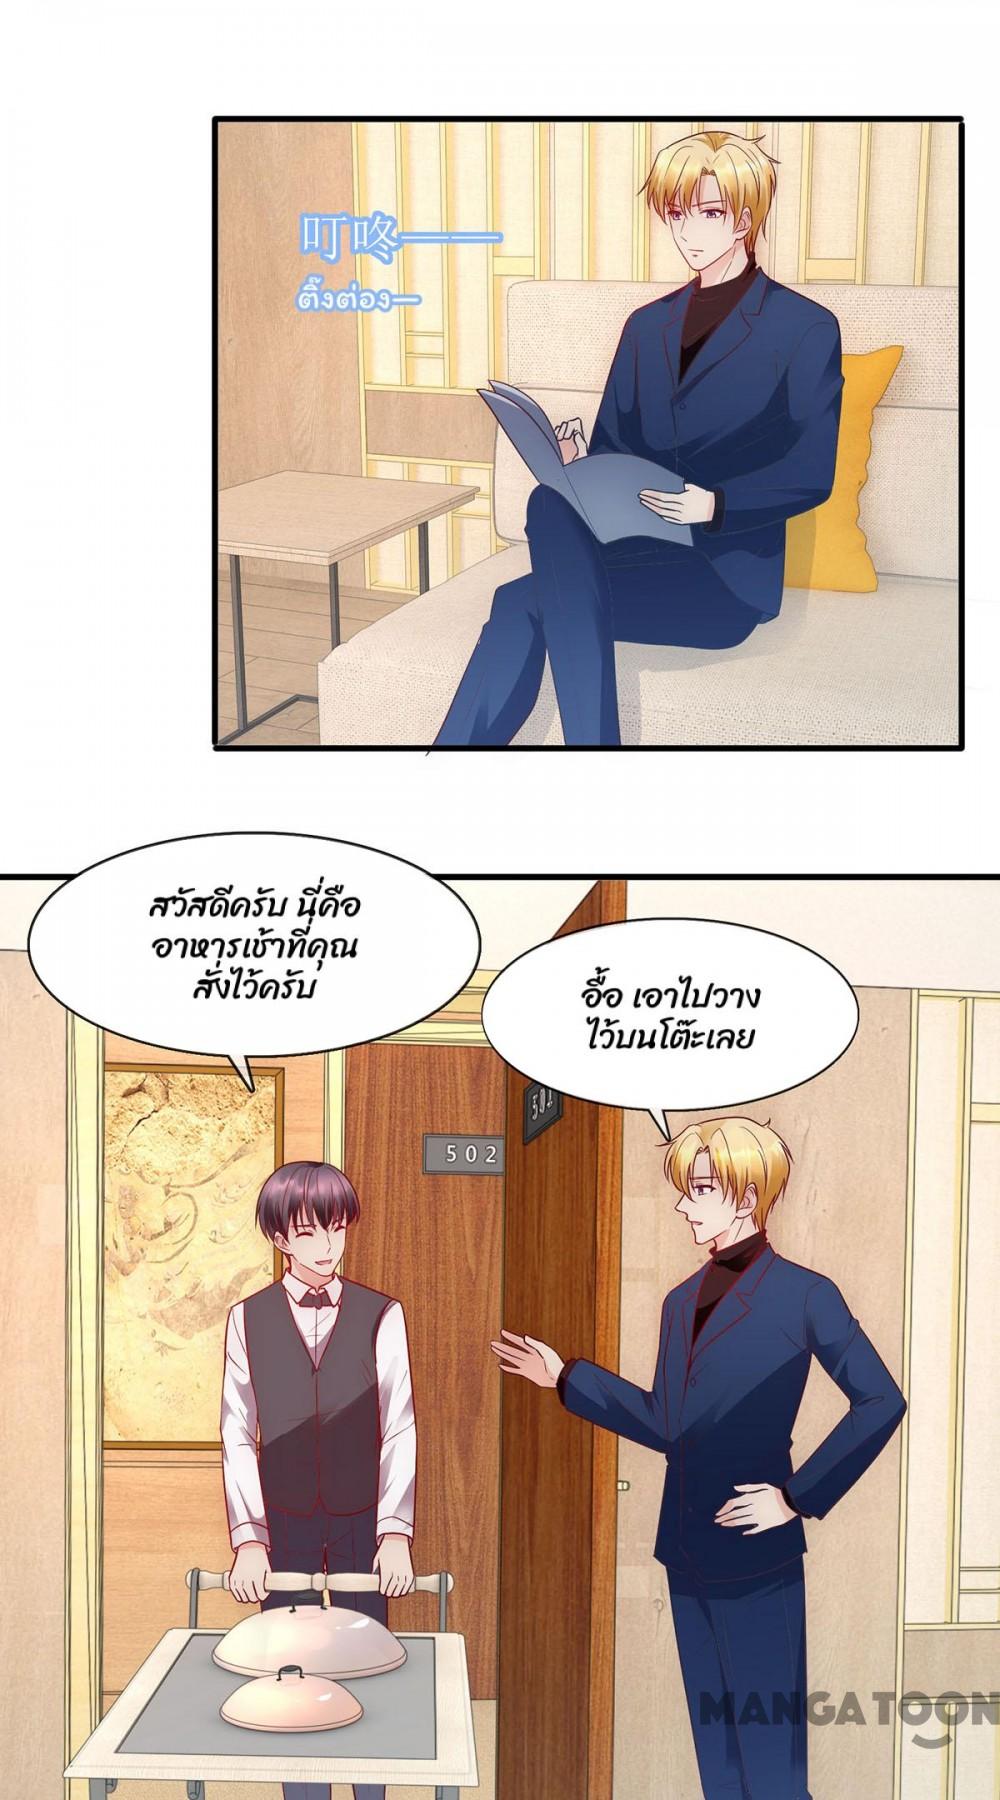 叮咚———
ติ๊งต่อง—
สวัสดีครับ นี่คือ
อาหารเช้าที่คุณ
สั่งไว้ครับ
อื้อ เอาไปวาง
ไว้บนโต๊ะเลย
501
502
MANGATOON